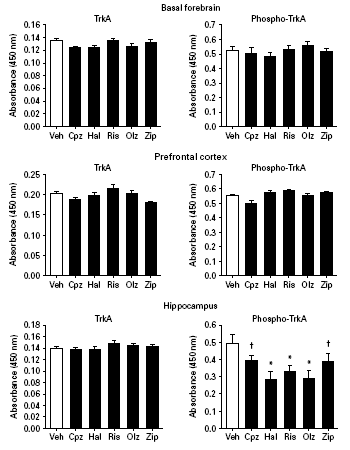 Basal forebrain
TrkA
Phospho-TrkA
Absorbance (450 nm)
0.16
0.14
0.12
0.10
0.08
0.06
0.04
0.02
0.00
Veh Cpz Hal Ris Olz Zip
Absorbance (450 nm)
0.7
0.6
0.5
0.4
0.3
0.2
0.1
0.0
Veh Cpz Hal Ris Olz Zip
Prefrontal cortex
TrkA
Phospho-TrkA
Absorbance (450 nm)
0.25
0.20
0.15
0.10
0.05
0.00
Veh Cpz Hal Ris Olz Zip
Absorbance (450 nm)
0.7
0.6
0.5
0.4
0.3
0.2
0.1
0
Veh Cpz Hal Ris Olz Zip
Hippocampus
TrkA
Phospho-TrkA
Absorbance (450 nm)
0.18
0.16
0.14
0.12
0.10
0.08
0.06
0.04
0.02
0.00
Veh Cpz Hal Ris Olz Zip
Absorbance (450 nm)
0.6
0.5
0.4
0.3
0.2
0.1
0.0
† * * * †
Veh Cpz Hal Ris Olz Zip